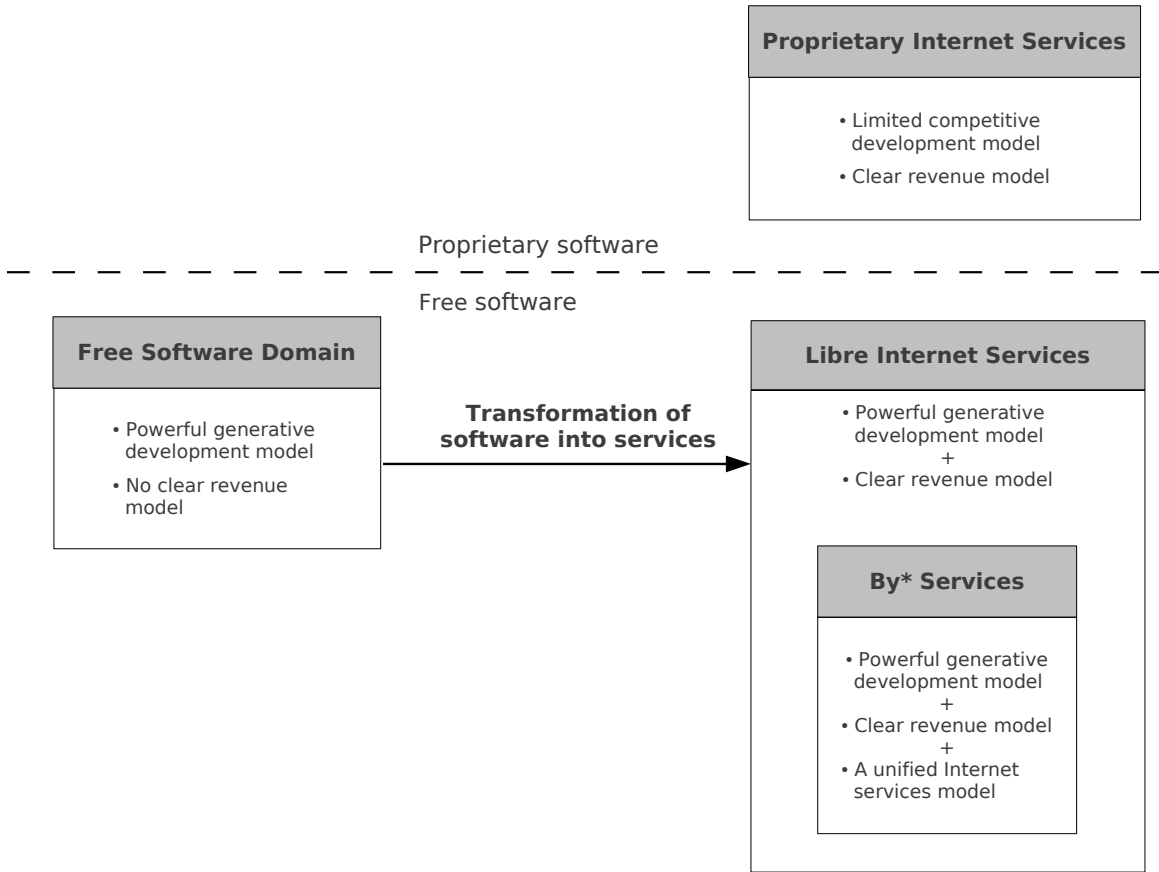 Proprietary Internet Services
• Limited competitive
development model
• Clear revenue model
Proprietary software
Free software
Free Software Domain
• Powerful generative
development model
• No clear revenue
model
Transformation of
software into services
Libre Internet Services
• Powerful generative
development model
+
• Clear revenue model
By* Services
• Powerful generative
development model
+
• Clear revenue model
+
• A unified Internet
services model